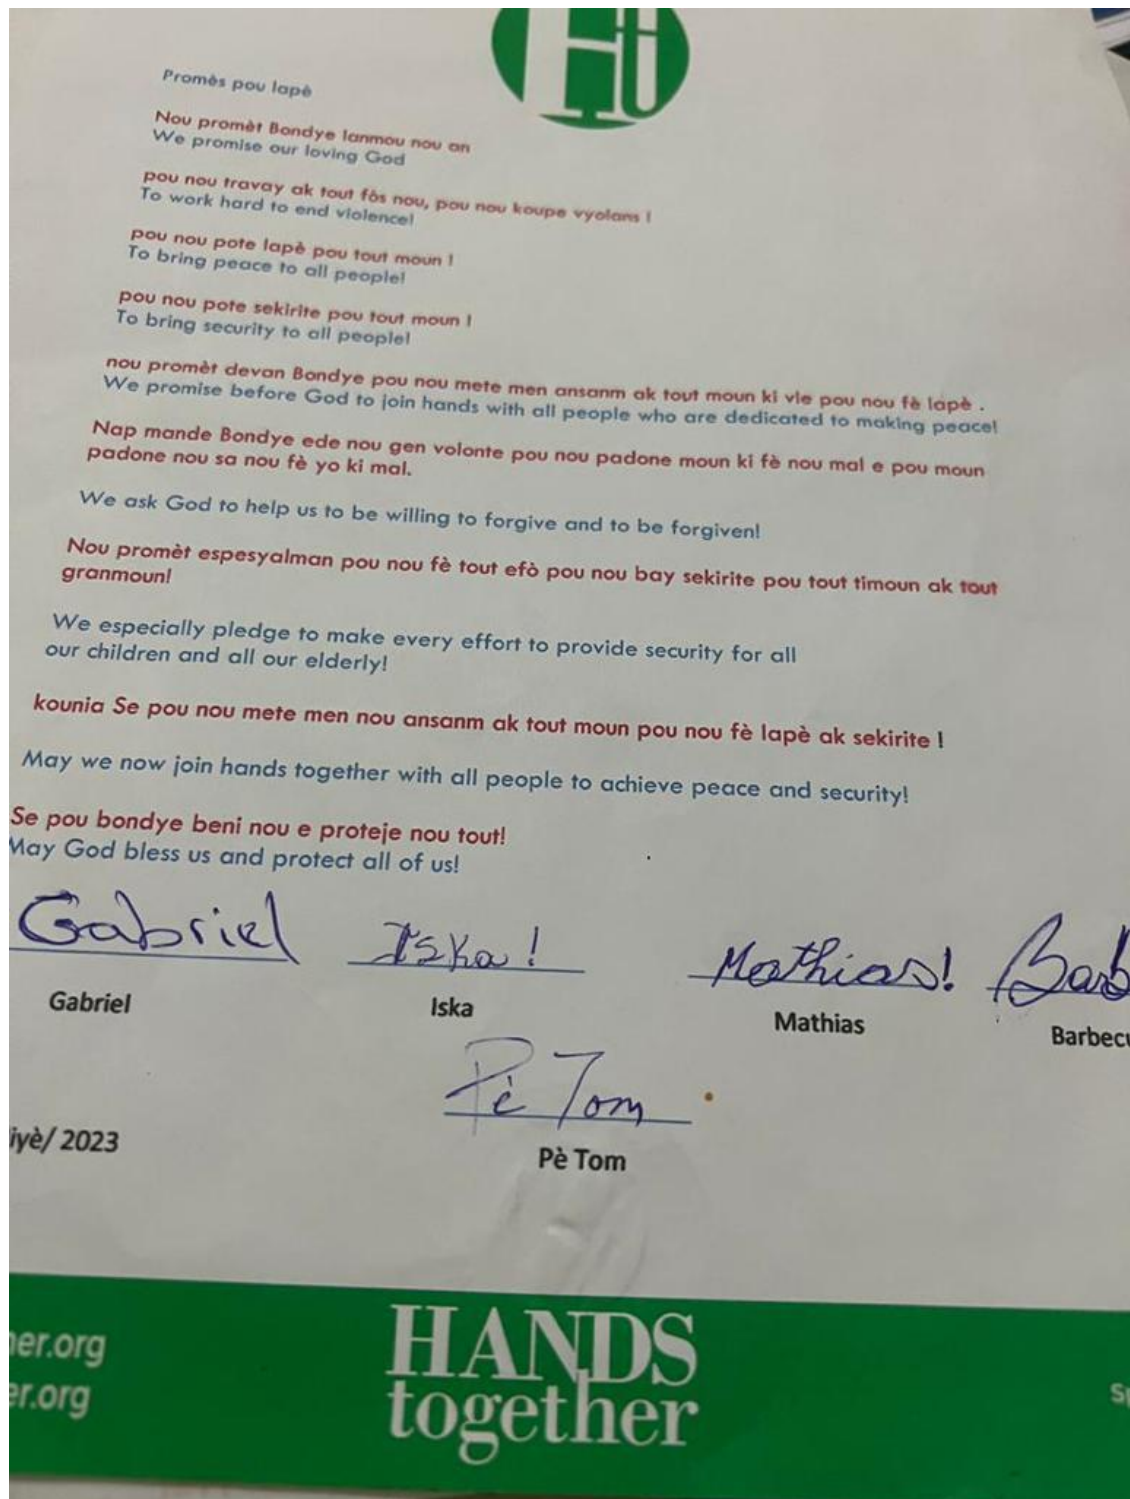 Ht
Promès pou lapè
Nou promèt Bondye lanmou nou an
We promise our loving God
pou nou travay ak tout fòs nou, pou nou koupe vyolans !
To work hard to end violence!
pou nou pote lapè pou tout moun !
To bring peace to all people!
pou nou pote sekirite pou tout moun !
To bring security to all people!
nou promèt devan Bondye pou nou mete men ansanm ak tout moun ki vle pou nou fè lapè .
We promise before God to join hands with all people who are dedicated to making peace!
Nap mande Bondye ede nou gen volonte pou nou padone moun ki fè nou mal e pou moun
padone nou sa nou fè yo ki mal.
We ask God to help us to be willing to forgive and to be forgiven!
Nou promèt espesyalman pou nou fè tout efò pou nou bay sekirite pou tout timoun ak tout
granmoun!
We especially pledge to make every effort to provide security for all
our children and all our elderly!
kounia Se pou nou mete men nou ansanm ak tout moun pou nou fè lapè ak sekirite !
May we now join hands together with all people to achieve peace and security!
Se pou bondye beni nou e proteje nou tout!
May God bless us and protect all of us!
Gabriel Iska ! Mathias! Barb
Gabriel Iska Mathias Barbecu
Pè Tom
iyè/ 2023 Pè Tom
er.org
er.org
HANDS
together